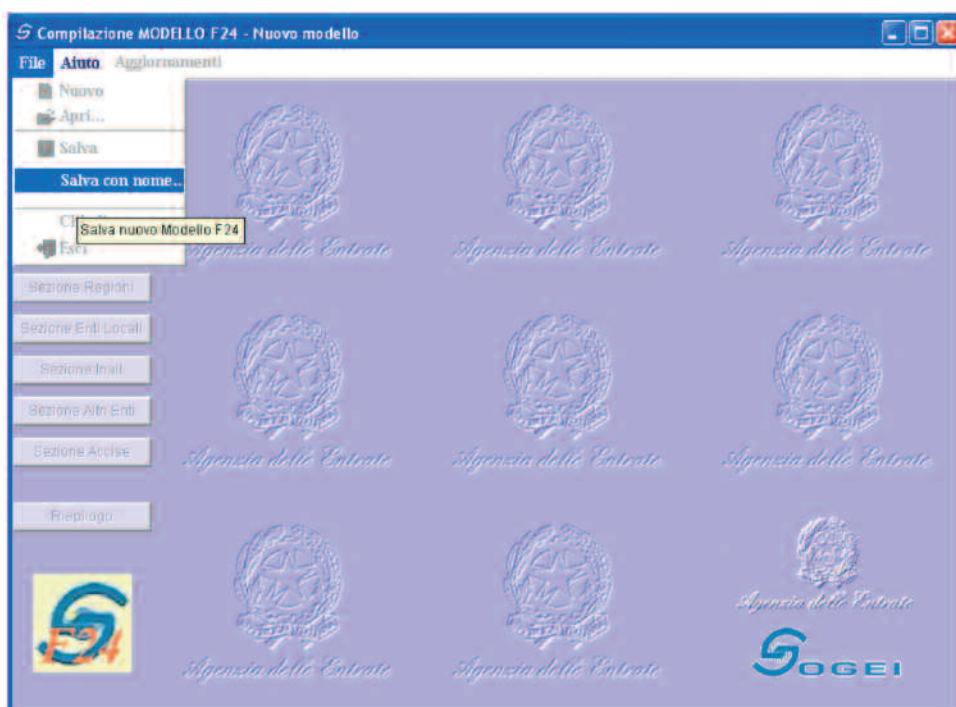 Compilazione MODELLO F24 - Nuovo modello
File Aiuto Aggiornamenti
Nuovo
Apri...
Salva
Salva con nome...
Salva nuovo Modello F24
Esci
Agenzia delle Entrate Agenzia delle Entrate Agenzia delle Entrate
Sezione Regioni
Sezione Enti Locali
Sezione Inail
Sezione Altri Enti
Sezione Accise
Agenzia delle Entrate Agenzia delle Entrate Agenzia delle Entrate
Riepilogo
F24
Agenzia delle Entrate Agenzia delle Entrate
Agenzia delle Entrate
SOGEI